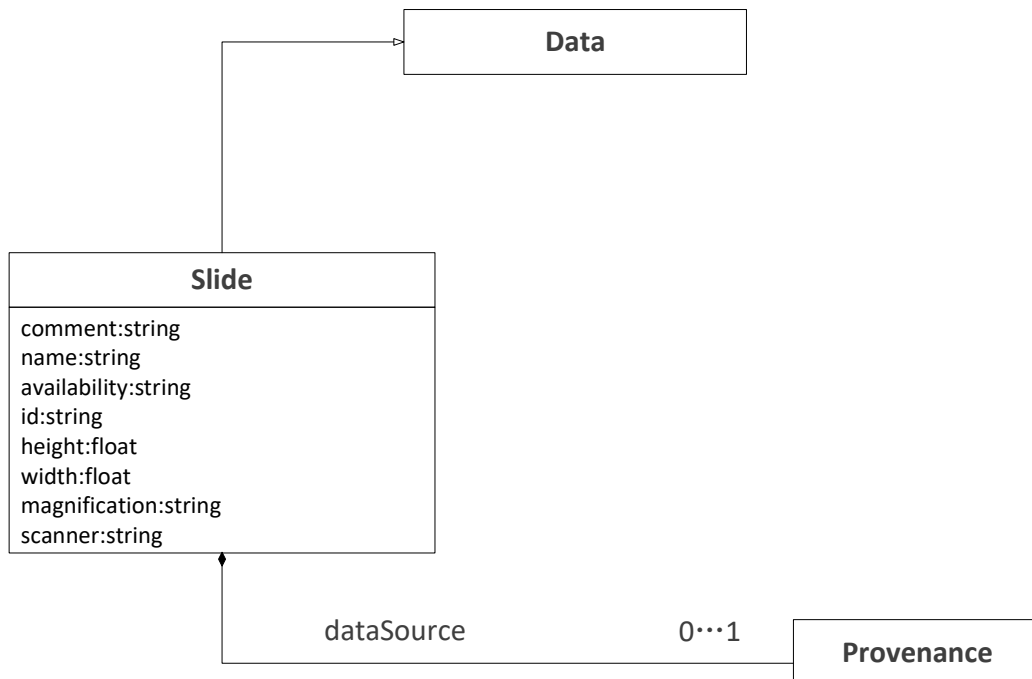 Data
Slide
comment:string
name:string
availability:string
id:string
height:float
width:float
magnification:string
scanner:string
dataSource
0⋯1
Provenance